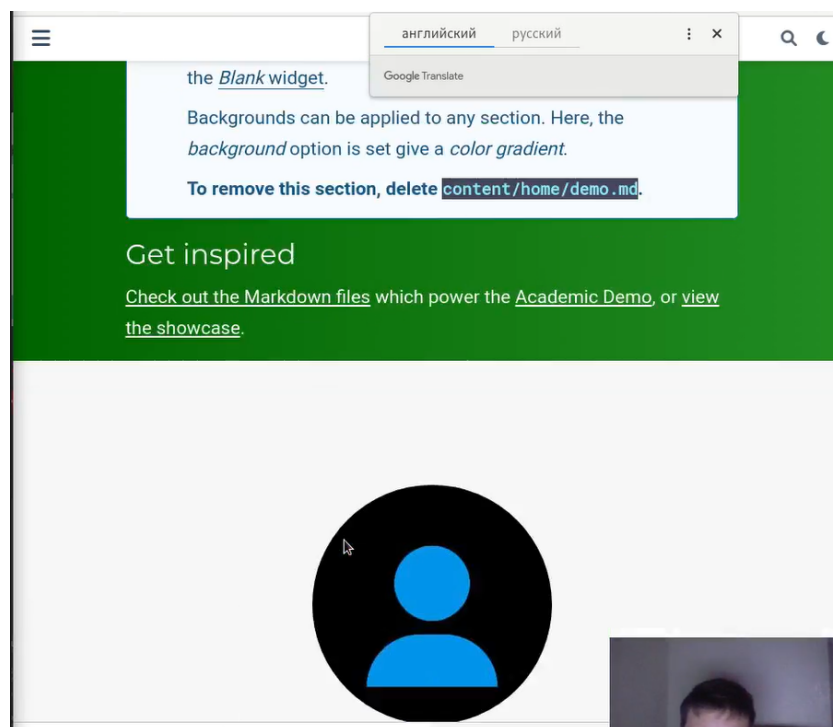 английский русский
Google Translate
the Blank widget.
Backgrounds can be applied to any section. Here, the
background option is set give a color gradient.
To remove this section, delete content/home/demo.md.
Get inspired
Check out the Markdown files which power the Academic Demo, or view
the showcase.